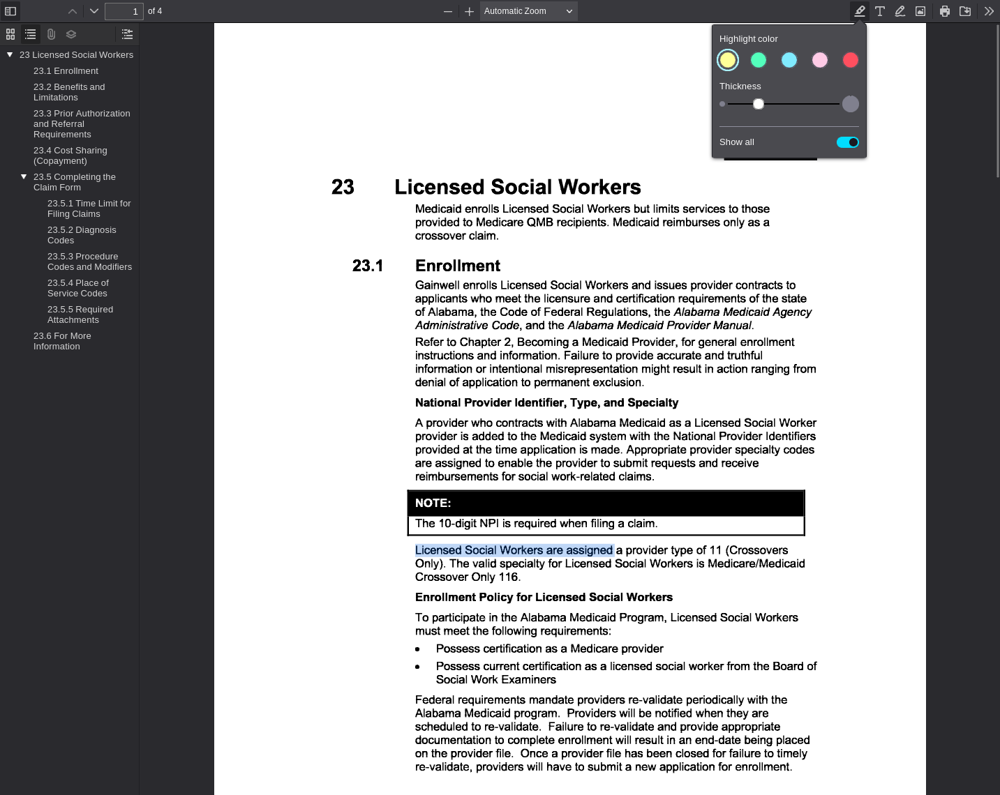 1 of 4 Automatic Zoom
Highlight color
Thickness
Show all
23 Licensed Social Workers
23.1 Enrollment
23.2 Benefits and
Limitations
23.3 Prior Authorization
and Referral
Requirements
23.4 Cost Sharing
(Copayment)
23.5 Completing the
Claim Form
23.5.1 Time Limit for
Filing Claims
23.5.2 Diagnosis
Codes
23.5.3 Procedure
Codes and Modifiers
23.5.4 Place of
Service Codes
23.5.5 Required
Attachments
23.6 For More
Information
23 Licensed Social Workers
Medicaid enrolls Licensed Social Workers but limits services to those
provided to Medicare QMB recipients. Medicaid reimburses only as a
crossover claim.
23.1 Enrollment
Gainwell enrolls Licensed Social Workers and issues provider contracts to
applicants who meet the licensure and certification requirements of the state
of Alabama, the Code of Federal Regulations, the Alabama Medicaid Agency
Administrative Code, and the Alabama Medicaid Provider Manual.
Refer to Chapter 2, Becoming a Medicaid Provider, for general enrollment
instructions and information. Failure to provide accurate and truthful
information or intentional misrepresentation might result in action ranging from
denial of application to permanent exclusion.
National Provider Identifier, Type, and Specialty
A provider who contracts with Alabama Medicaid as a Licensed Social Worker
provider is added to the Medicaid system with the National Provider Identifiers
provided at the time application is made. Appropriate provider specialty codes
are assigned to enable the provider to submit requests and receive
reimbursements for social work-related claims.
NOTE:
The 10-digit NPI is required when filing a claim.
Licensed Social Workers are assigned a provider type of 11 (Crossovers
Only). The valid specialty for Licensed Social Workers is Medicare/Medicaid
Crossover Only 116.
Enrollment Policy for Licensed Social Workers
To participate in the Alabama Medicaid Program, Licensed Social Workers
must meet the following requirements:
• Possess certification as a Medicare provider
• Possess current certification as a licensed social worker from the Board of
Social Work Examiners
Federal requirements mandate providers re-validate periodically with the
Alabama Medicaid program.  Providers will be notified when they are
scheduled to re-validate.  Failure to re-validate and provide appropriate
documentation to complete enrollment will result in an end-date being placed
on the provider file.  Once a provider file has been closed for failure to timely
re-validate, providers will have to submit a new application for enrollment.